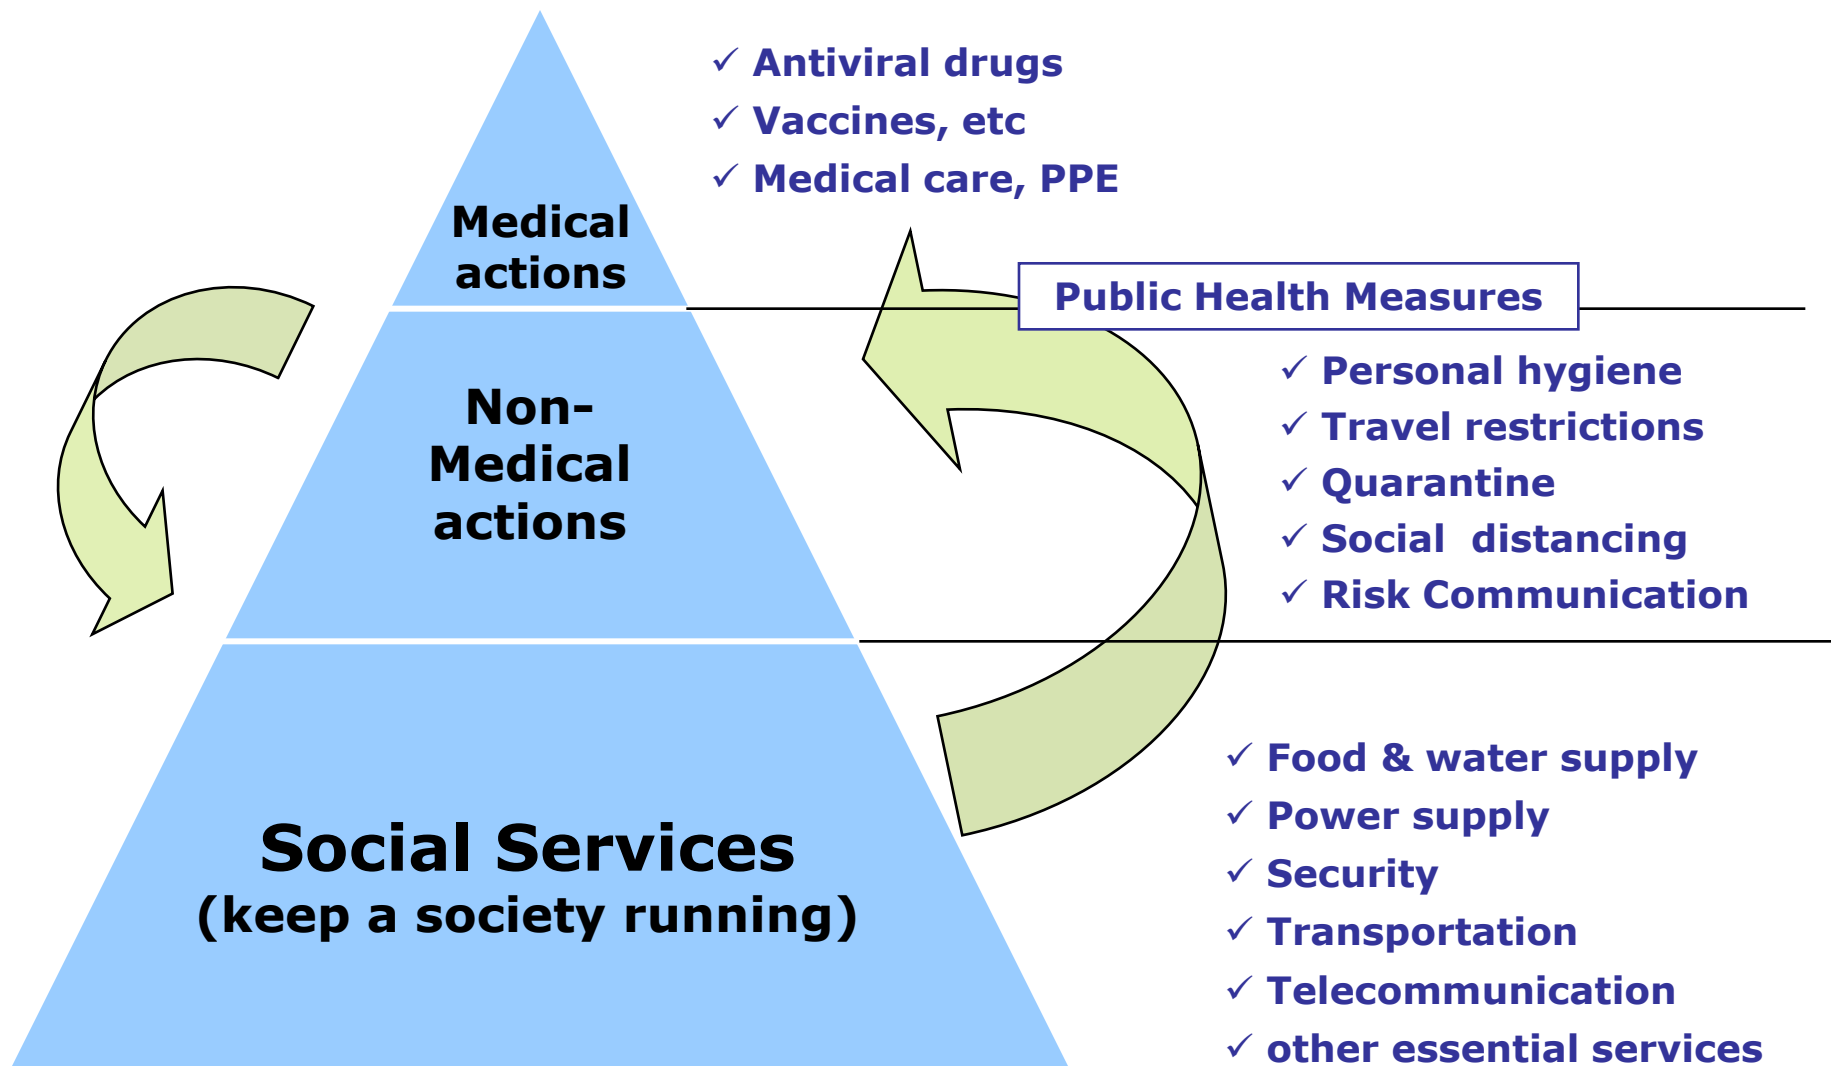 ✓ Antiviral drugs
✓ Vaccines, etc
✓ Medical care, PPE
Medical
actions
Public Health Measures
Non-
Medical
actions
✓ Personal hygiene
✓ Travel restrictions
✓ Quarantine
✓ Social  distancing
✓ Risk Communication
Social Services
(keep a society running)
✓ Food & water supply
✓ Power supply
✓ Security
✓ Transportation
✓ Telecommunication
✓ other essential services